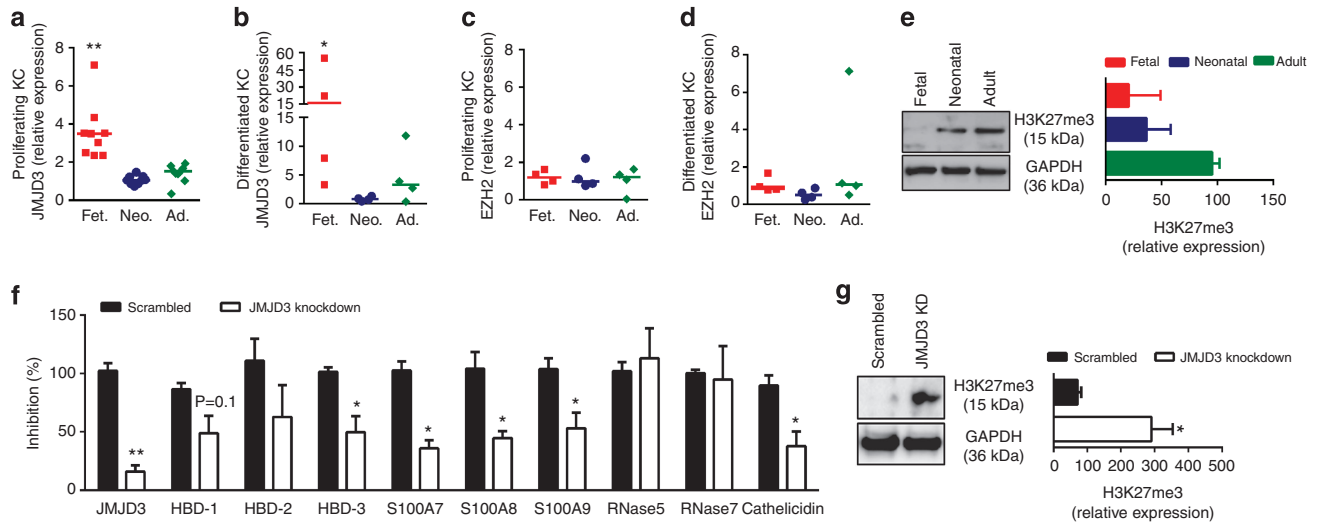 a
Proliferating KC
JMJD3 (relative expression)
8
6
4
2
0
**
Fet.
Neo.
Ad.
b
Differentiated KC
JMJD3 (relative expression)
60
45
30
15
15
10
5
0
*
Fet.
Neo.
Ad.
c
Proliferating KC
EZH2 (relative expression)
8
6
4
2
0
Fet.
Neo.
Ad.
d
Differentiated KC
EZH2 (relative expression)
8
6
4
2
0
Fet.
Neo.
Ad.
e
Fetal
Neonatal
Adult
H3K27me3
(15 kDa)
GAPDH
(36 kDa)
Fetal
Neonatal
Adult
0
50
100
150
H3K27me3
(relative expression)
f
Scrambled
JMJD3 knockdown
Inhibition (%)
150
100
50
0
**
P=0.1
*
*
*
*
*
JMJD3
HBD-1
HBD-2
HBD-3
S100A7
S100A8
S100A9
RNase5
RNase7
Cathelicidin
g
Scrambled
JMJD3 KD
H3K27me3
(15 kDa)
GAPDH
(36 kDa)
Scrambled
JMJD3 knockdown
*
0
100
200
300
400
500
H3K27me3
(relative expression)